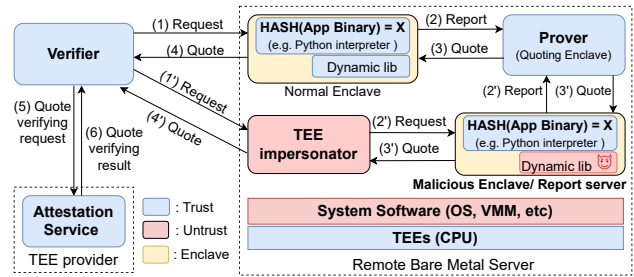 Verifier
(1) Request
(4) Quote
HASH(App Binary) = X
(e.g. Python interpreter )
Dynamic lib
Normal Enclave
(2) Report
(3) Quote
Prover
(Quoting Enclave)
(1') Request
(4') Quote
(2') Report
(3') Quote
(5) Quote
verifying
request
(6) Quote
verifying
result
TEE
impersonator
(2') Request
(3') Quote
HASH(App Binary) = X
(e.g. Python interpreter )
Dynamic lib
Malicious Enclave/ Report server
Attestation
Service
TEE provider
: Trust
: Untrust
: Enclave
System Software (OS, VMM, etc)
TEEs (CPU)
Remote Bare Metal Server